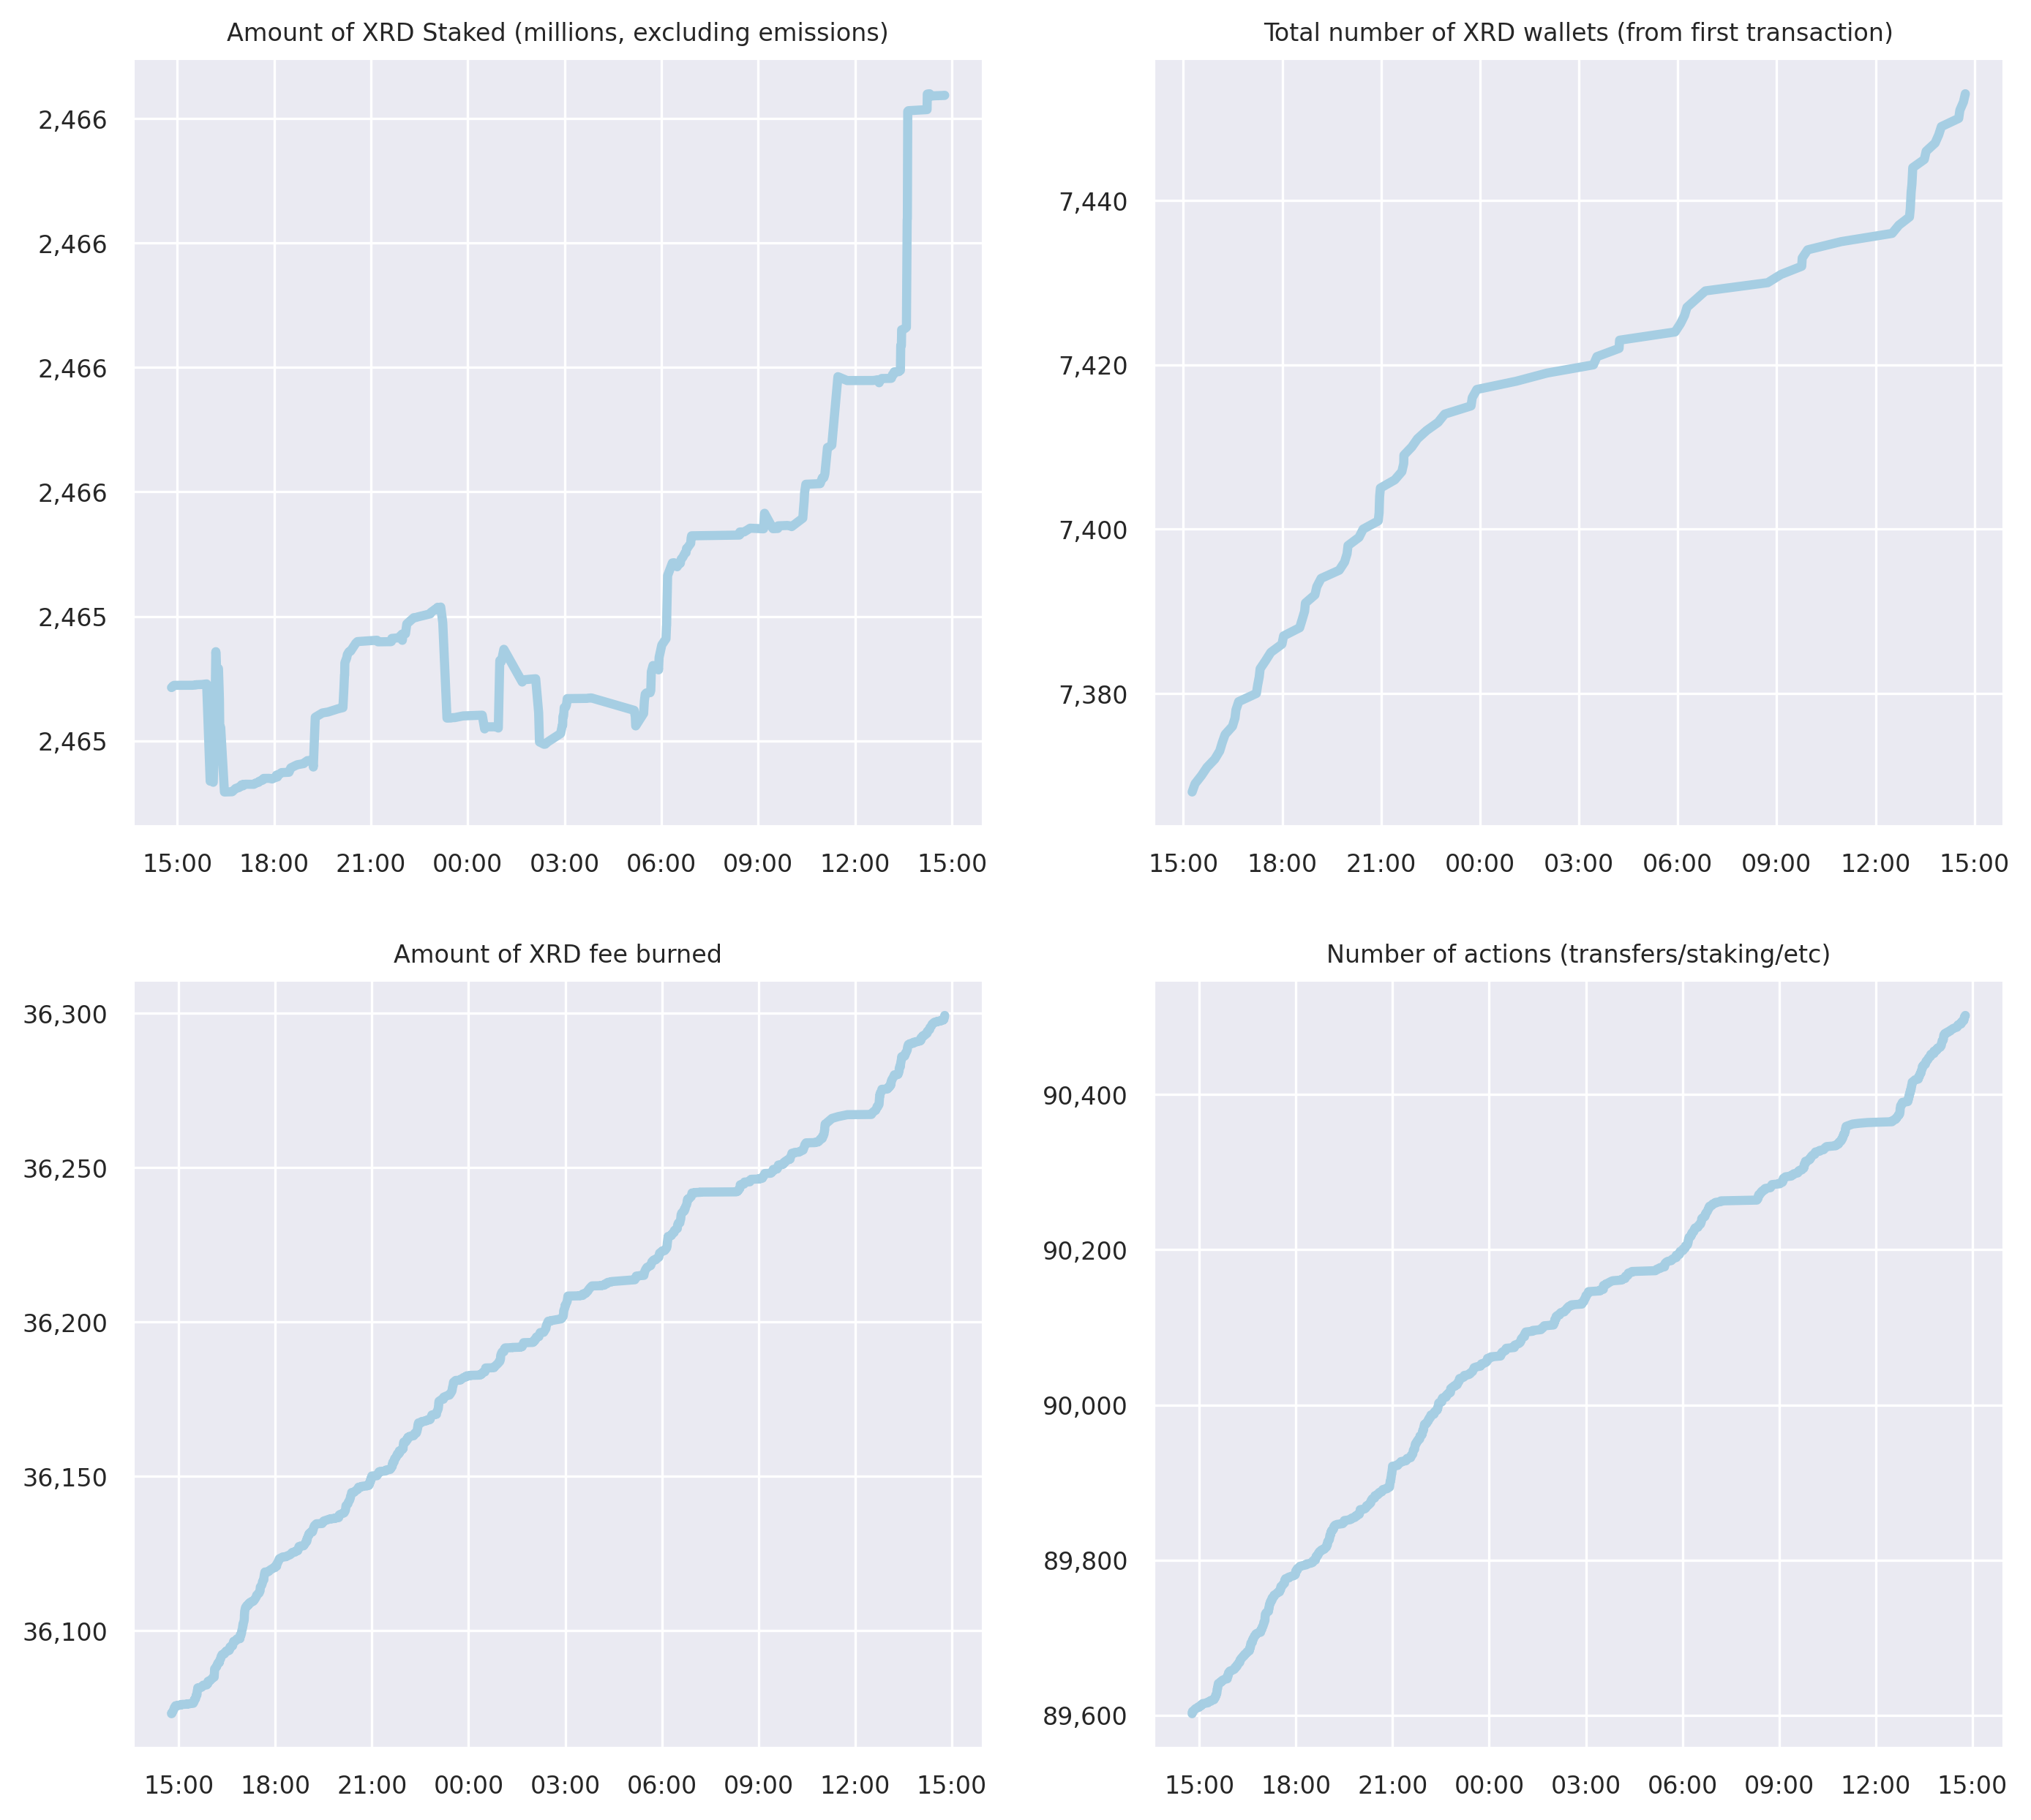 Amount of XRD Staked (millions, excluding emissions)
2,466
2,466
2,466
2,466
2,465
2,465
15:00 18:00 21:00 00:00 03:00 06:00 09:00 12:00 15:00
Total number of XRD wallets (from first transaction)
7,440
7,420
7,400
7,380
15:00 18:00 21:00 00:00 03:00 06:00 09:00 12:00 15:00
Amount of XRD fee burned
36,300
36,250
36,200
36,150
36,100
15:00 18:00 21:00 00:00 03:00 06:00 09:00 12:00 15:00
Number of actions (transfers/staking/etc)
90,400
90,200
90,000
89,800
89,600
15:00 18:00 21:00 00:00 03:00 06:00 09:00 12:00 15:00